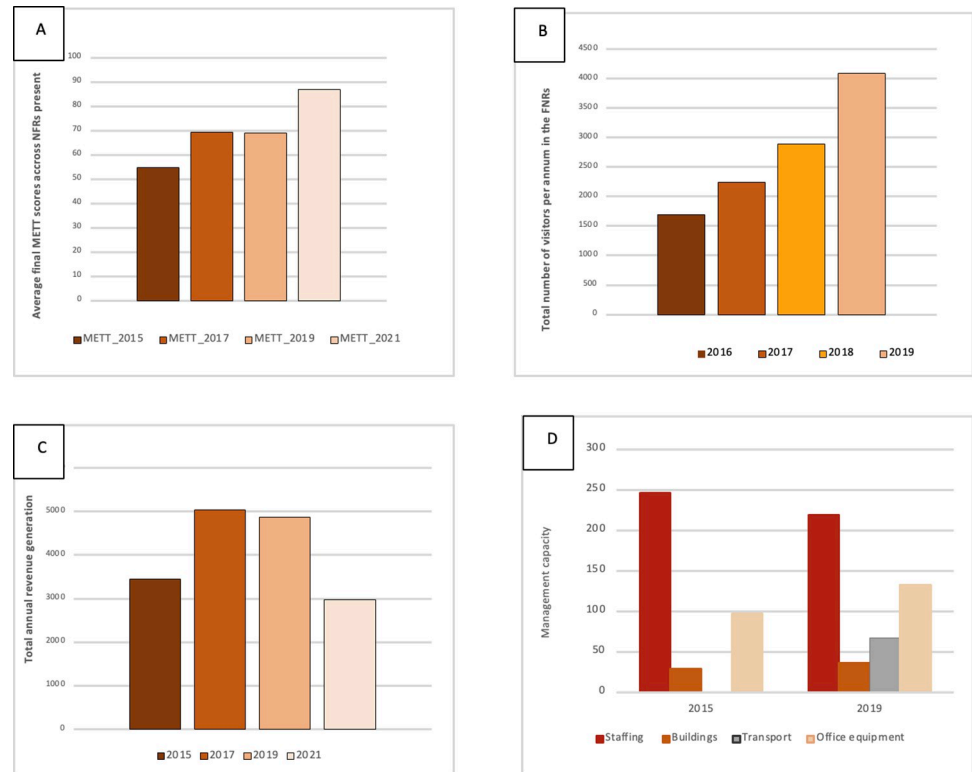 A
Average final METT scores accross NFRs present
100
90
80
70
60
50
40
30
20
10
0
METT_2015 METT_2017 METT_2019 METT_2021
B
Total number of visitors per annum in the FNRs
4500
4000
3500
3000
2500
2000
1500
1000
500
0
2016 2017 2018 2019
C
Total annual revenue generation
5000
4000
3000
2000
1000
0
2015 2017 2019 2021
D
Management capacity
300
250
200
150
100
50
0
2015 2019
Staffing Buildings Transport Office equipment